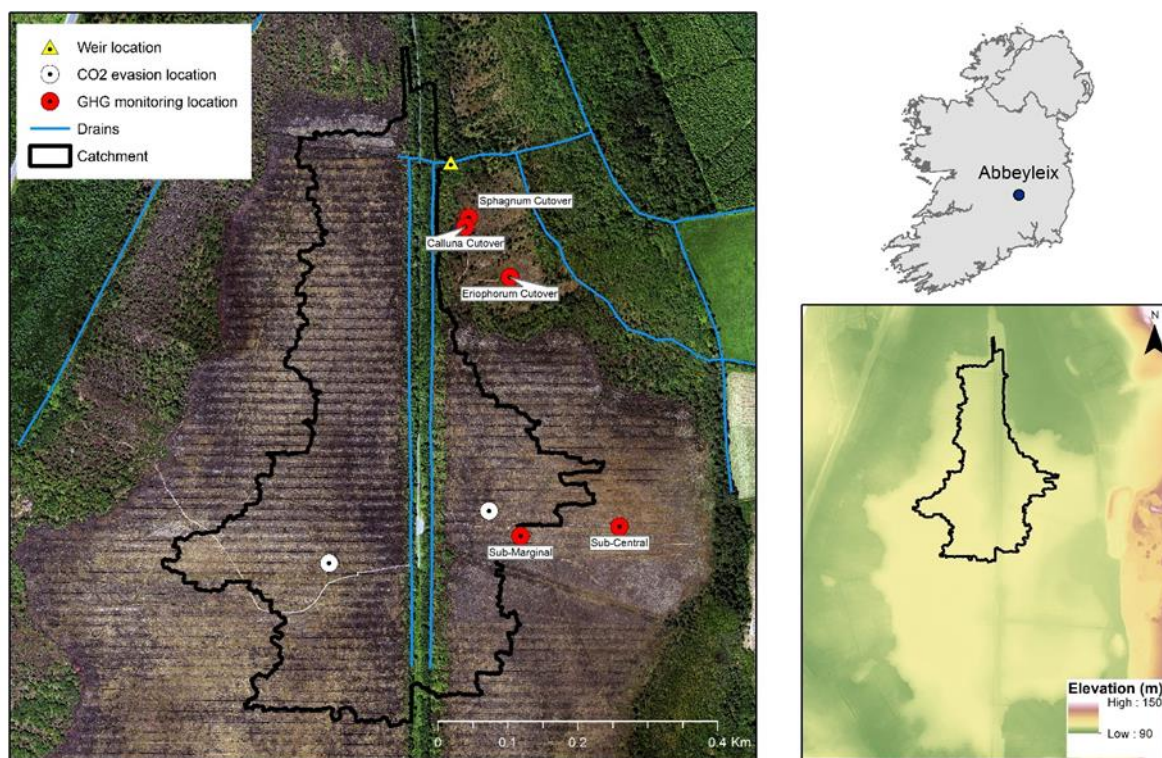 Weir location
CO2 evasion location
GHG monitoring location
Drains
Catchment
Sphagnum Cutover
Calluna Cutover
Eriophorum Cutover
Sub-Marginal
Sub-Central
0
0.1
0.2
0.4 Km
Abbeyleix
N
Elevation (m)
High : 150
Low : 90